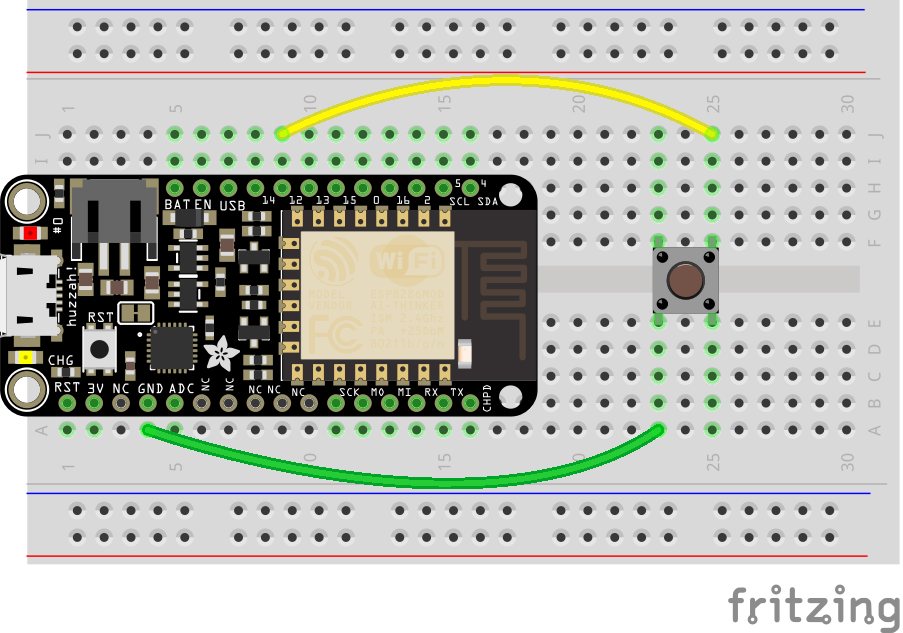 1 5 10 15 20 25 30
J J
I I
H
G
F
5 4
BAT EN USB 14 12 13 15 0 16 2 SCL SDA
#0
huzzah!
WiFi
FC
RST
CHG
RST 3V NC GND ADC NC NC NC NC NC SCK MO MI RX TX CHPD
E
D
C
B
A A
1 5 10 15 20 25 30
fritzing